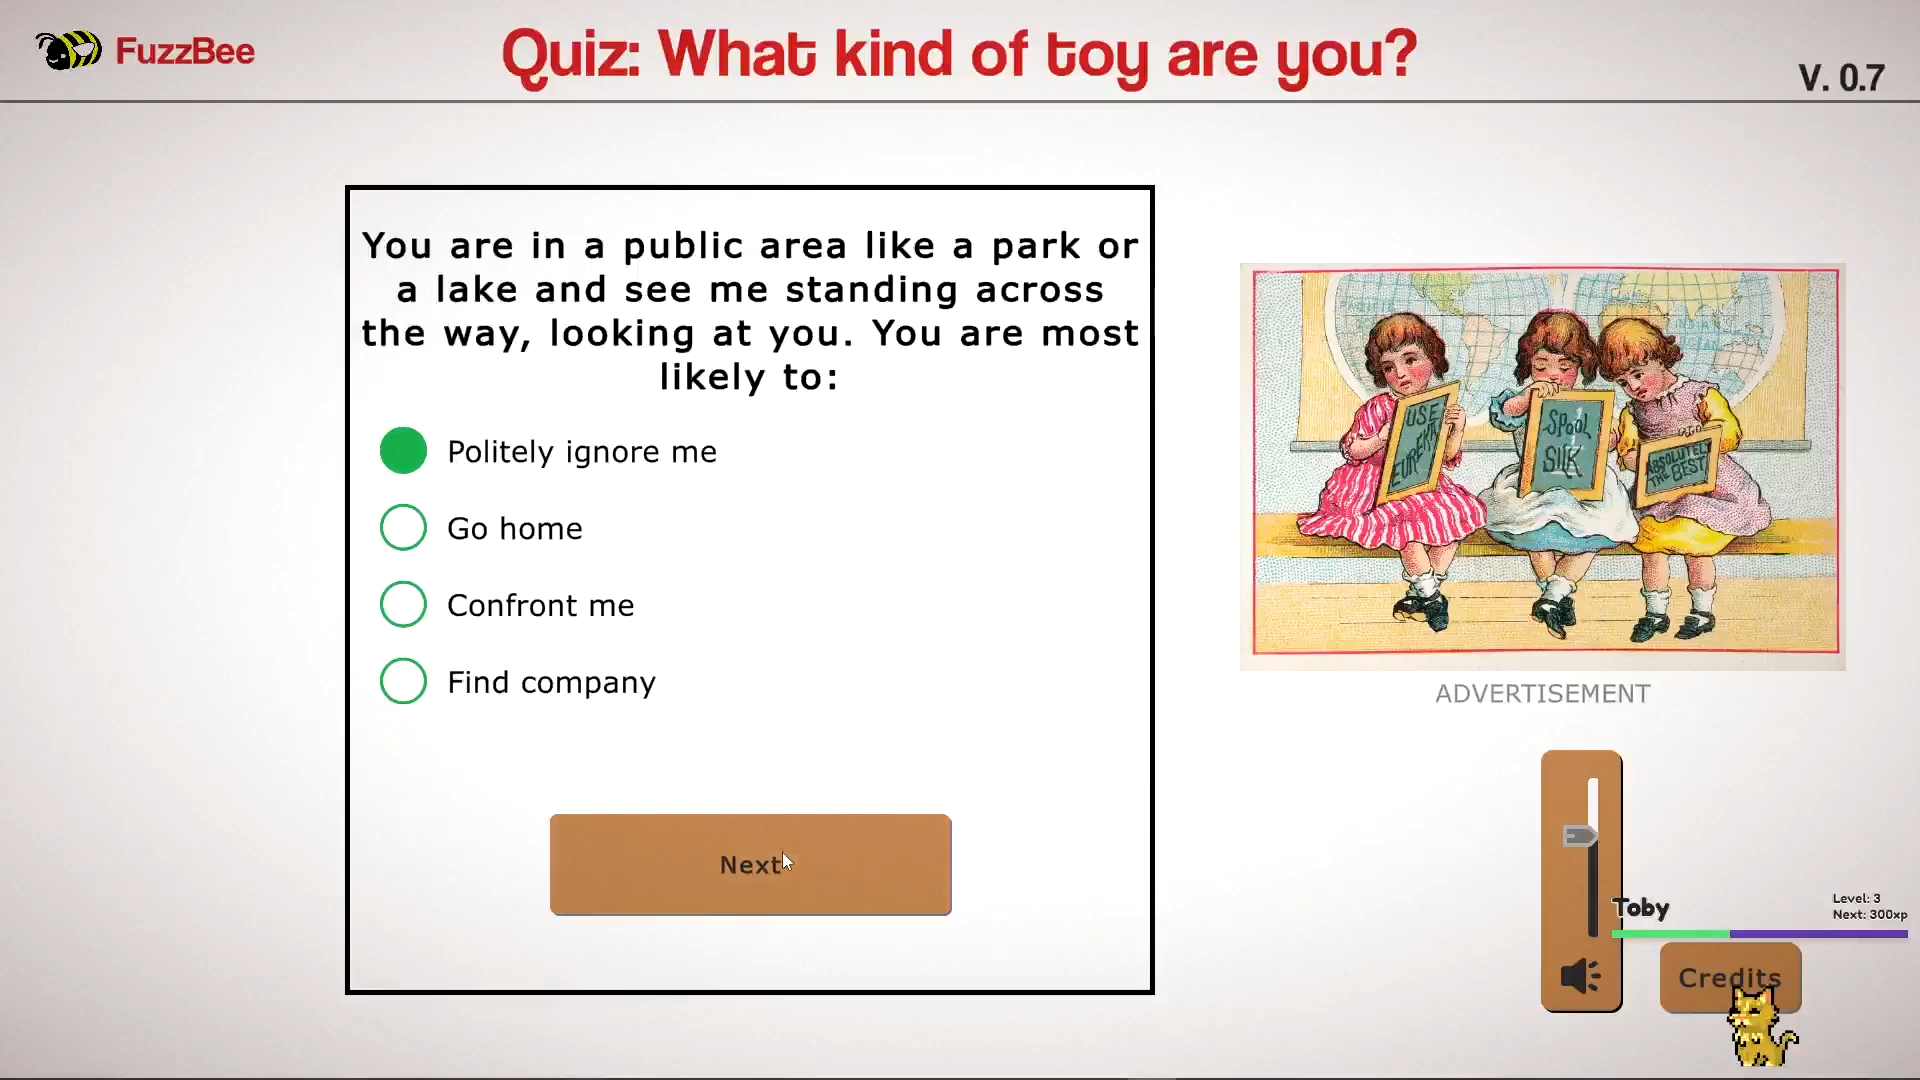 FuzzBee
Quiz: What kind of toy are you?
V. 0.7
You are in a public area like a park or
a lake and see me standing across
the way, looking at you. You are most
likely to:
Politely ignore me
Go home
Confront me
Find company
Next
USE
EUREKA
SPOOL
SILK
ABSOLUTELY
THE BEST
ADVERTISEMENT
Toby
Level: 3
Next: 300xp
Credits